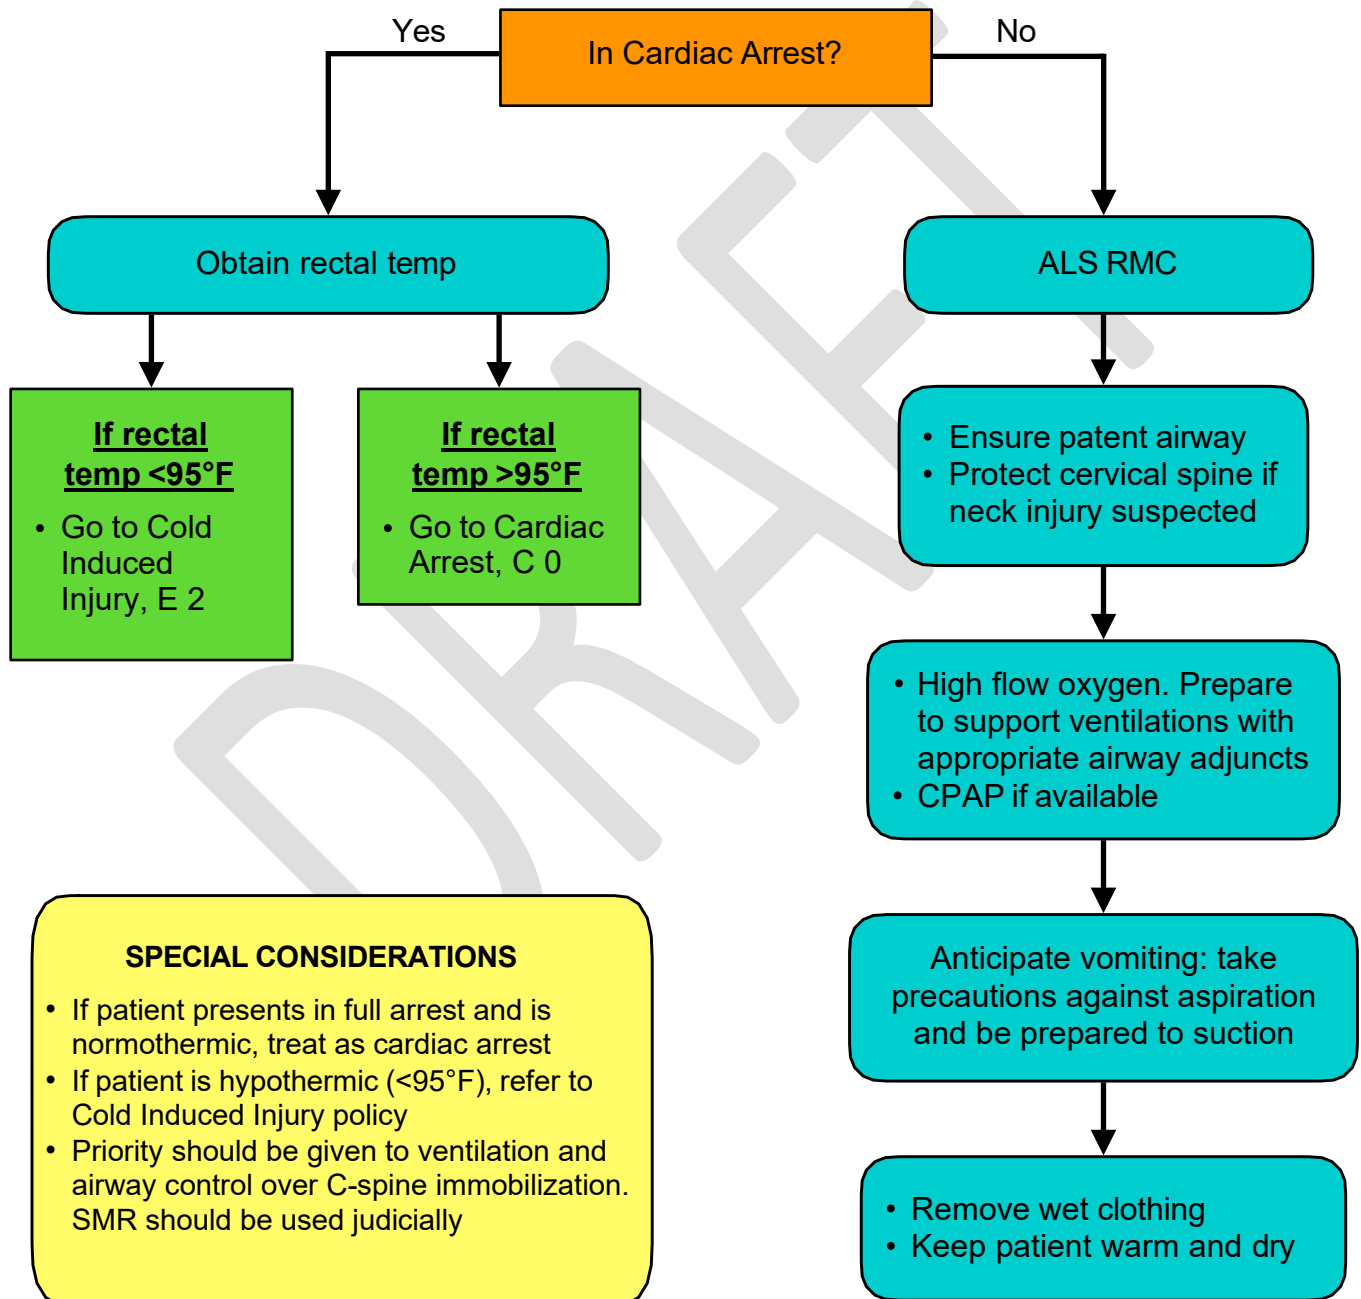 Yes
In Cardiac Arrest?
No
Obtain rectal temp
ALS RMC
If rectal
temp <95°F
• Go to Cold
Induced
Injury, E 2
If rectal
temp >95°F
• Go to Cardiac
Arrest, C 0
• Ensure patent airway
• Protect cervical spine if
neck injury suspected
• High flow oxygen. Prepare
to support ventilations with
appropriate airway adjuncts
• CPAP if available
Anticipate vomiting: take
precautions against aspiration
and be prepared to suction
• Remove wet clothing
• Keep patient warm and dry
SPECIAL CONSIDERATIONS
• If patient presents in full arrest and is
normothermic, treat as cardiac arrest
• If patient is hypothermic (<95°F), refer to
Cold Induced Injury policy
• Priority should be given to ventilation and
airway control over C-spine immobilization.
SMR should be used judicially
DRAFT